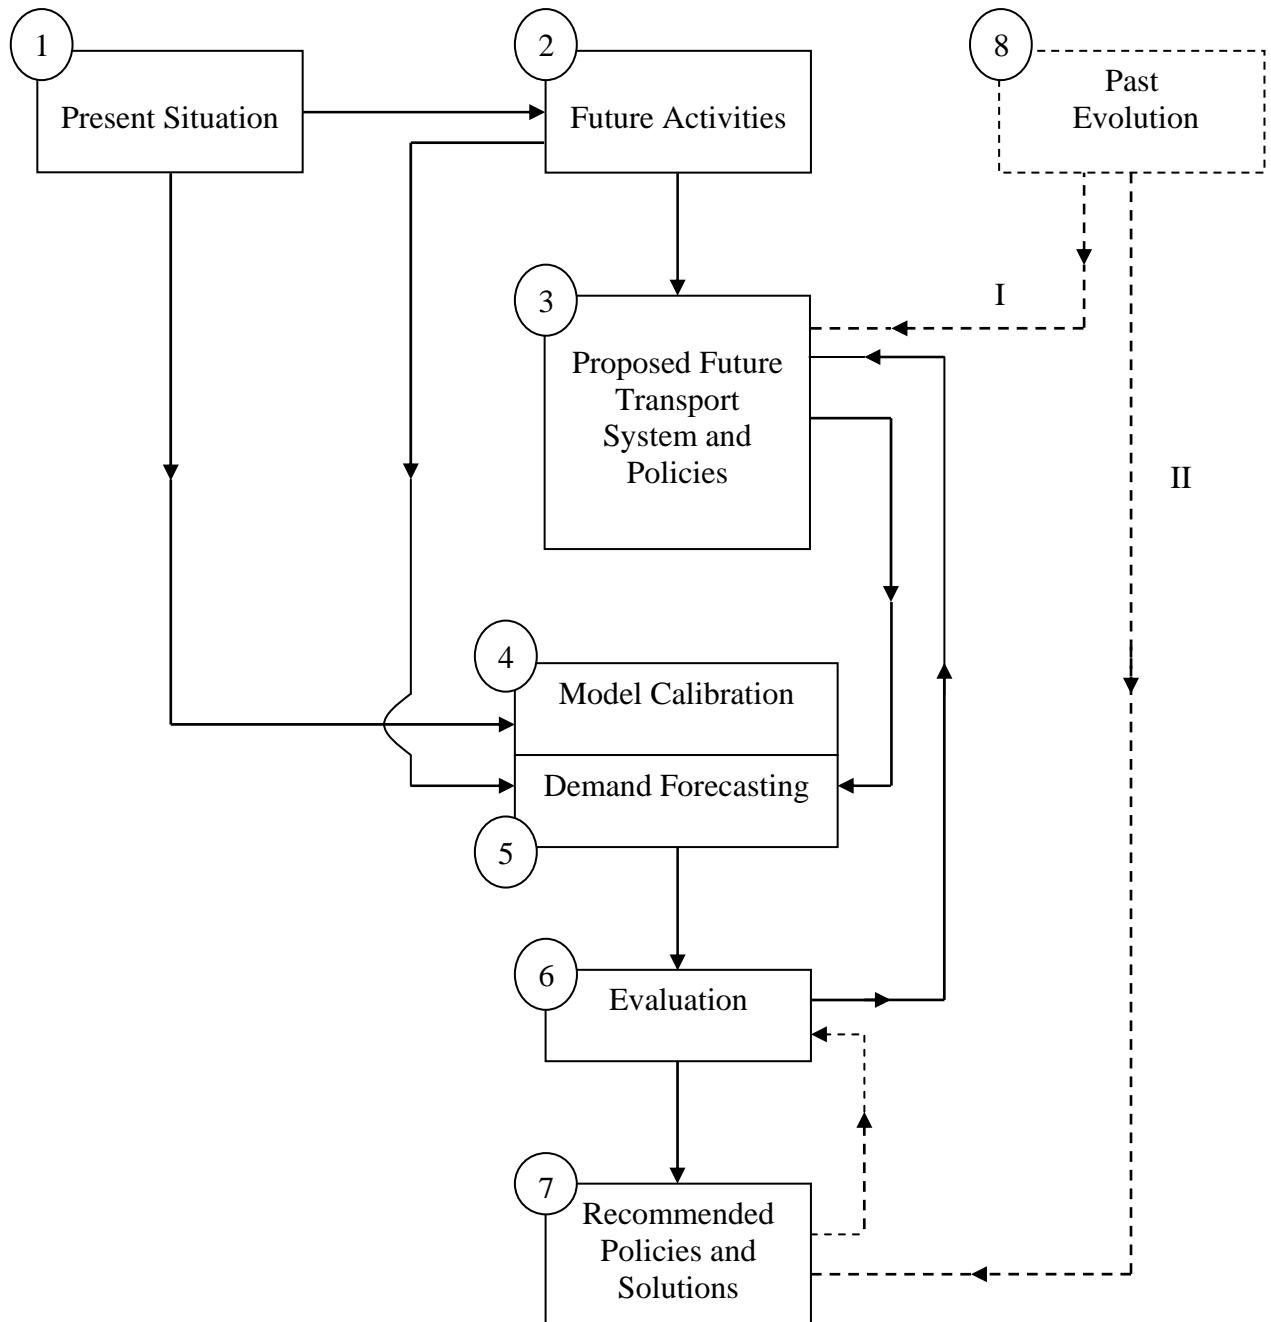 1
Present Situation
2
Future Activities
8
Past
Evolution
I
3
Proposed Future
Transport
System and
Policies
II
4
Model Calibration
Demand Forecasting
5
6
Evaluation
7
Recommended
Policies and
Solutions